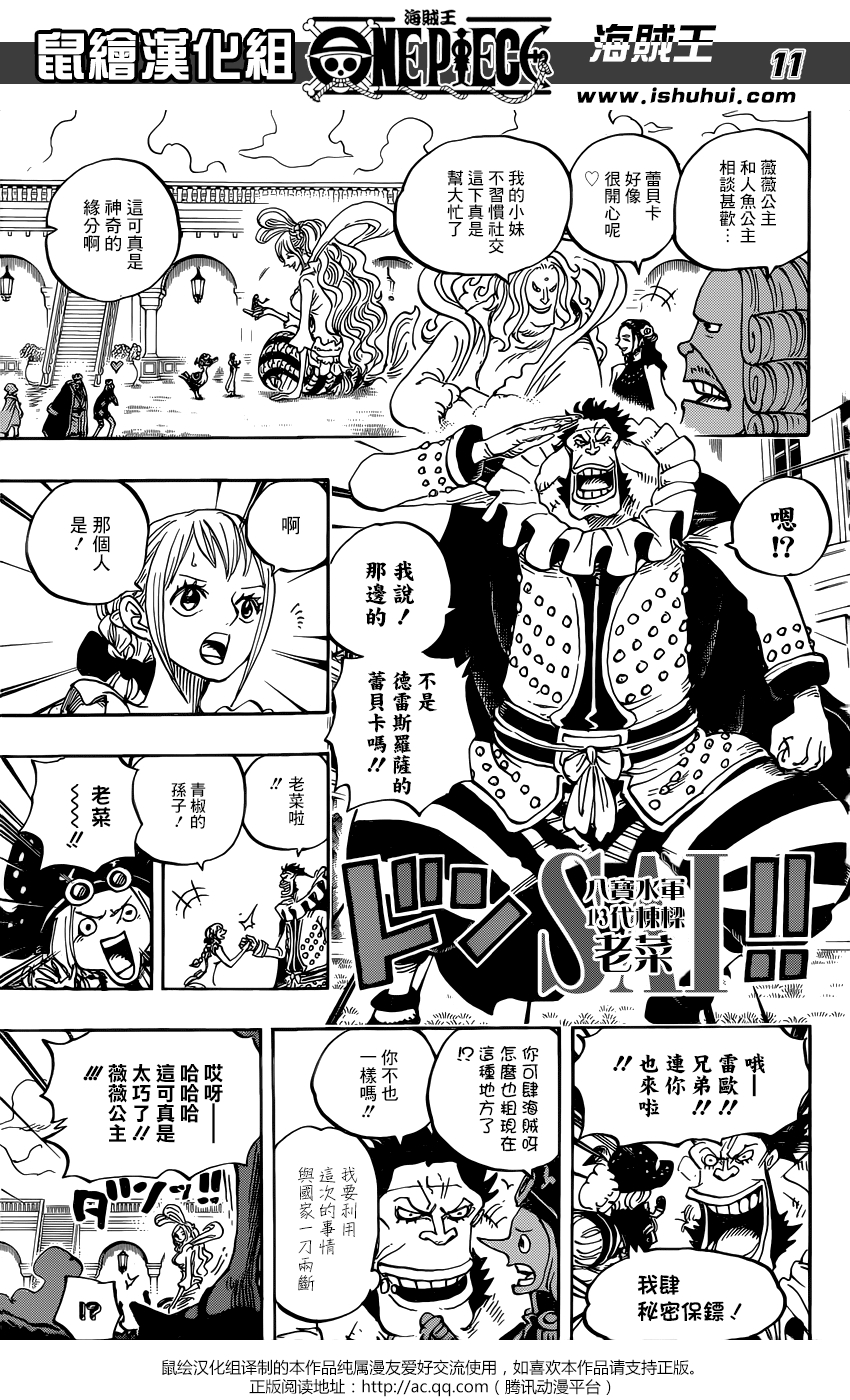 鼠繪漢化組
海賊王
ONE PIECE
海賊王
11
www.ishuhui.com
薇薇公主
和人魚公主
相談甚歡…
蕾貝卡
好像
很開心呢
♡
我的小妹
不習慣社交
這下真是
幫大忙了
這可真是
神奇的
緣分啊
嗯!?
我說！
那邊的
不是
德雷斯羅薩的
蕾貝卡嗎!!
ドン!!
SAI
八寶水軍
13代棟樑
老菜
啊
那個人
是！
老菜啦
!!
青椒的
孫子！
老菜
～～～!!
哦—
雷歐!!
兄弟!!
連你
也來啦
!!
我肆
秘密保鏢！
你可肆海賊呀
怎麼也粗現在
這種地方了
!?
你不也
一樣嗎!!
我要利用
這次的事情
與國家一刀兩斷
哎呀—
哈哈哈
這可真是
太巧了!!
薇薇公主
!!!
ダンッ!!
!?
鼠绘汉化组译制的本作品纯属漫友爱好交流使用，如喜欢本作品请支持正版。
正版阅读地址：http://ac.qq.com（腾讯动漫平台）